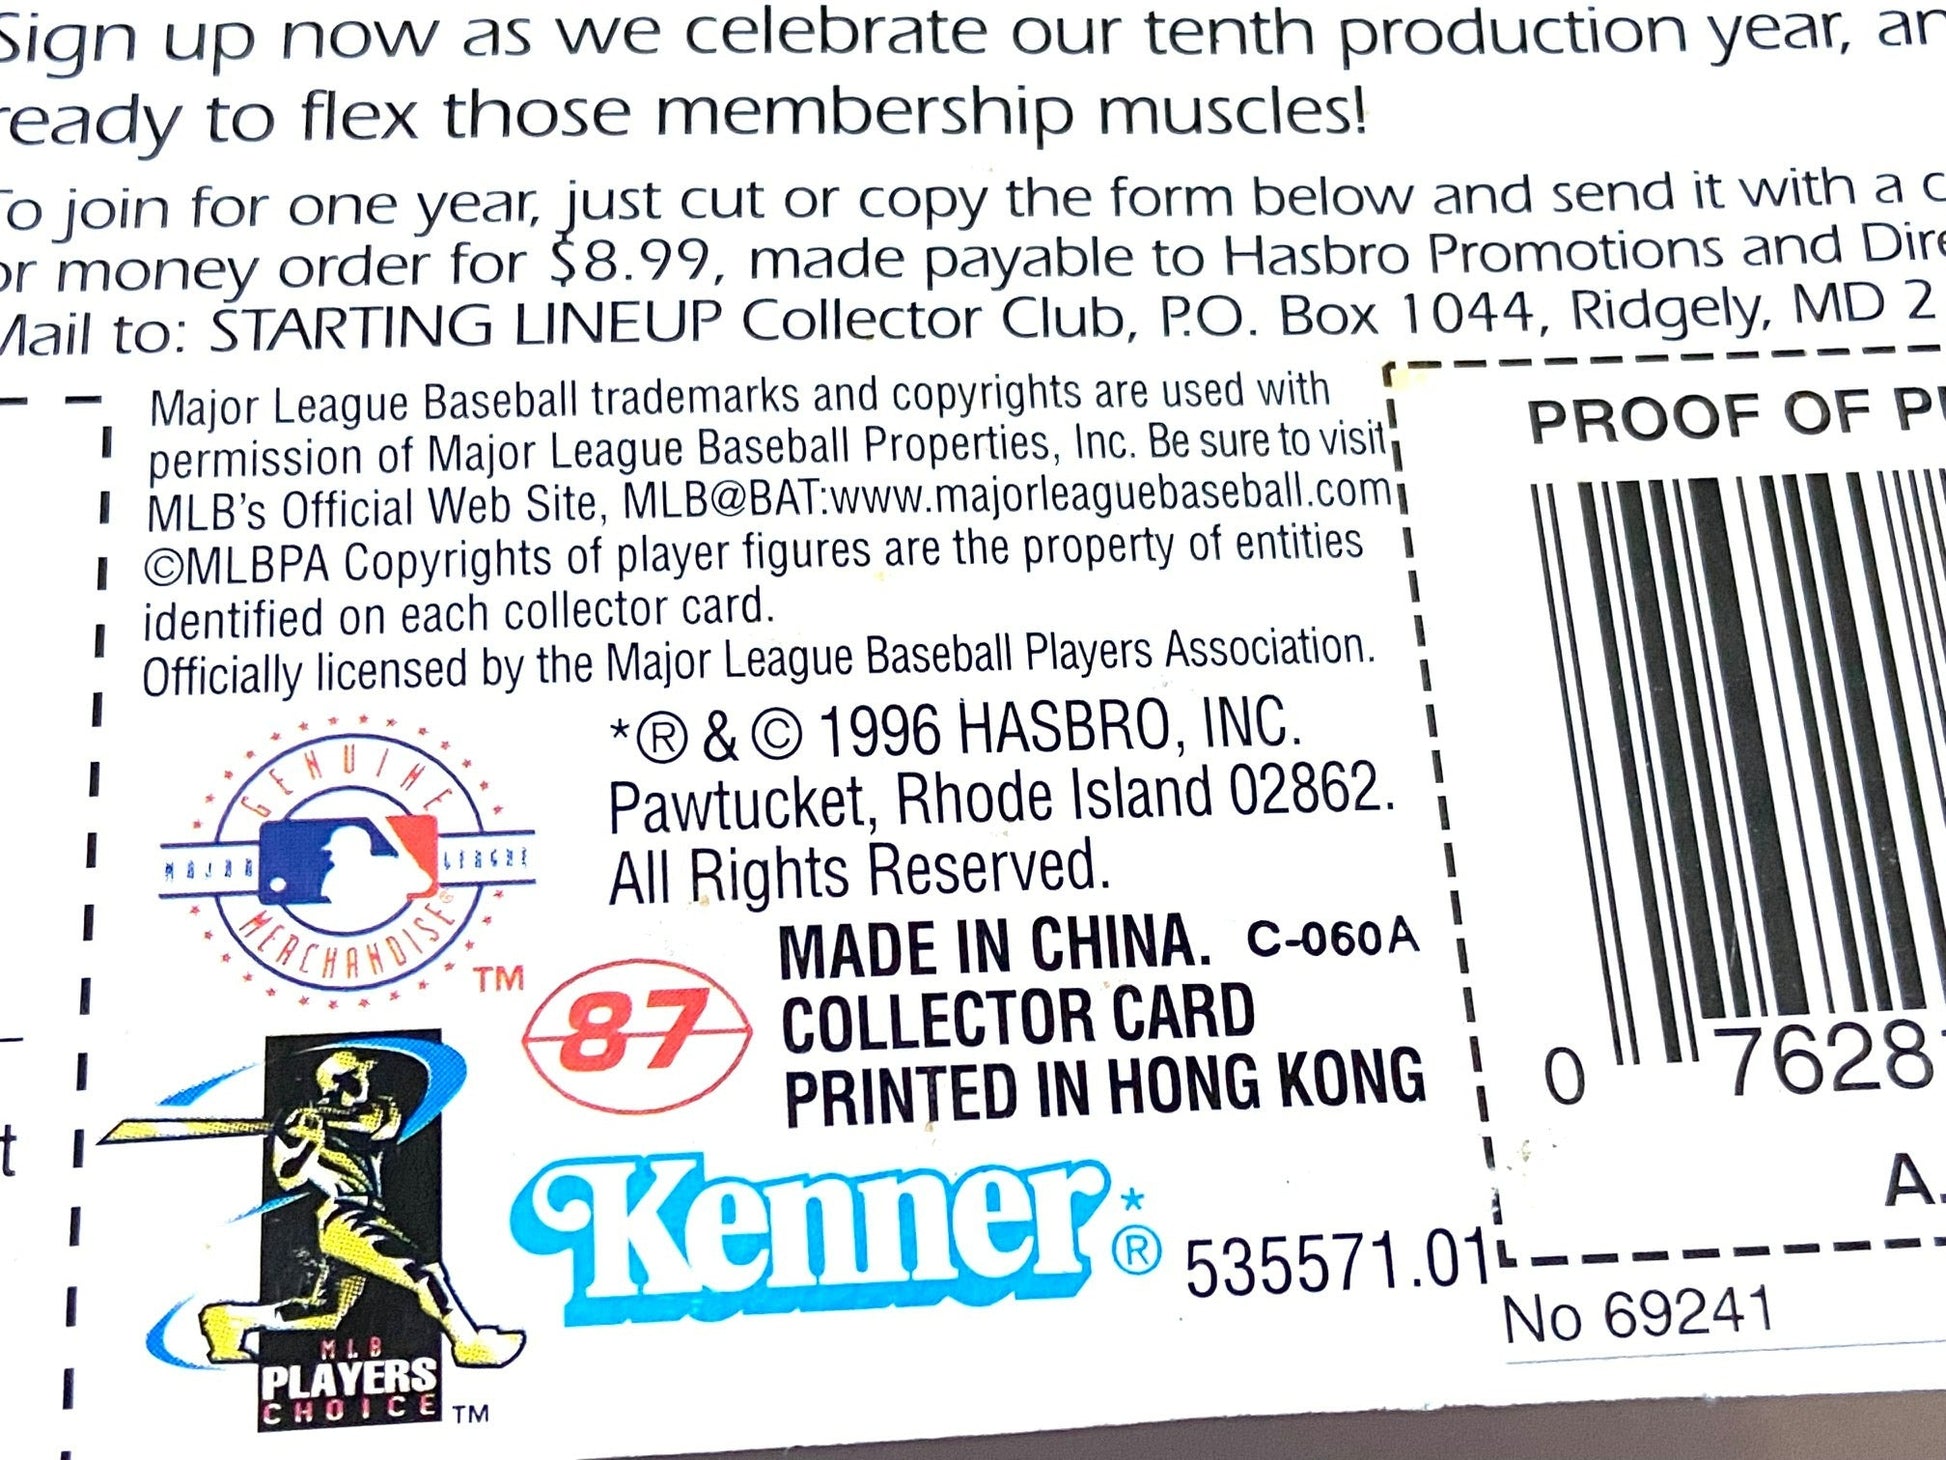 Sign up now as we celebrate our tenth production year, an
ready to flex those membership muscles!
To join for one year, just cut or copy the form below and send it with a c
or money order for $8.99, made payable to Hasbro Promotions and Dire
Mail to: STARTING LINEUP Collector Club, P.O. Box 1044, Ridgely, MD 2
Major League Baseball trademarks and copyrights are used with
permission of Major League Baseball Properties, Inc. Be sure to visit
MLB's Official Web Site, MLB@BAT:www.majorleaguebaseball.com
©MLBPA Copyrights of player figures are the property of entities
identified on each collector card.
Officially licensed by the Major League Baseball Players Association.
GENUINE
MAJOR LEAGUE
MERCHANDISE
TM
*® & © 1996 HASBRO, INC.
Pawtucket, Rhode Island 02862.
All Rights Reserved.
MADE IN CHINA. C-060A
COLLECTOR CARD
PRINTED IN HONG KONG
87
MLB
PLAYERS
CHOICE TM
Kenner*®
535571.01
PROOF OF P
0 7628
A.
No 69241
t